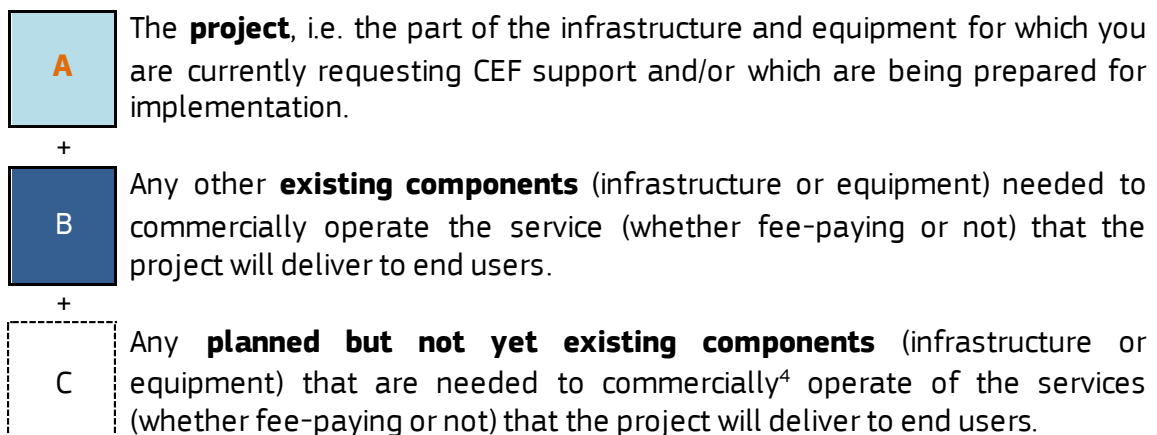 The project, i.e. the part of the infrastructure and equipment for which you
A
are currently requesting CEF support and/or which are being prepared for
implementation.
+
Any other existing components (infrastructure or equipment) needed to
B
commercially operate the service (whether fee-paying or not) that the
project will deliver to end users.
+
Any planned but not yet existing components (infrastructure or
C
equipment) that are needed to commercially⁴ operate of the services
(whether fee-paying or not) that the project will deliver to end users.